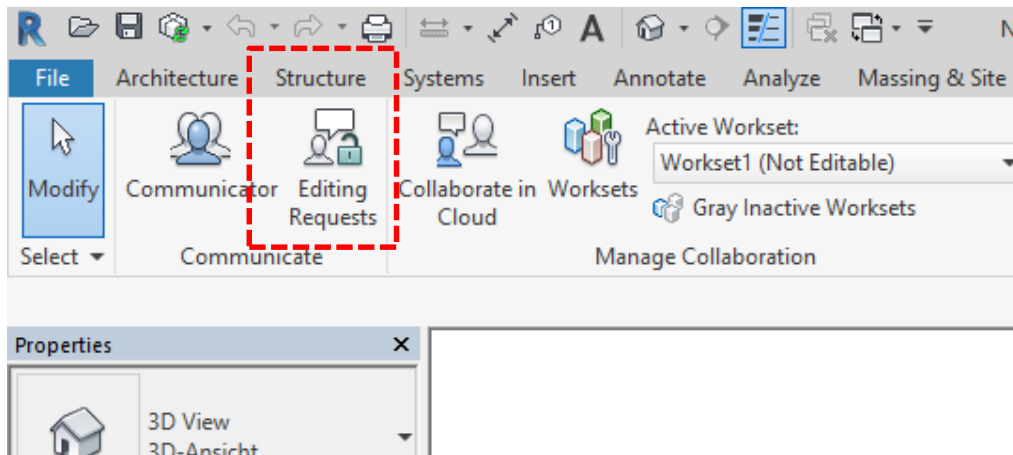 N
File Architecture Structure Systems Insert Annotate Analyze Massing & Site
Modify
Communicator
Editing
Requests
Collaborate in
Cloud
Worksets
Active Workset:
Workset1 (Not Editable)
Gray Inactive Worksets
Select
Communicate
Manage Collaboration
Properties
3D View
3D-Ansicht